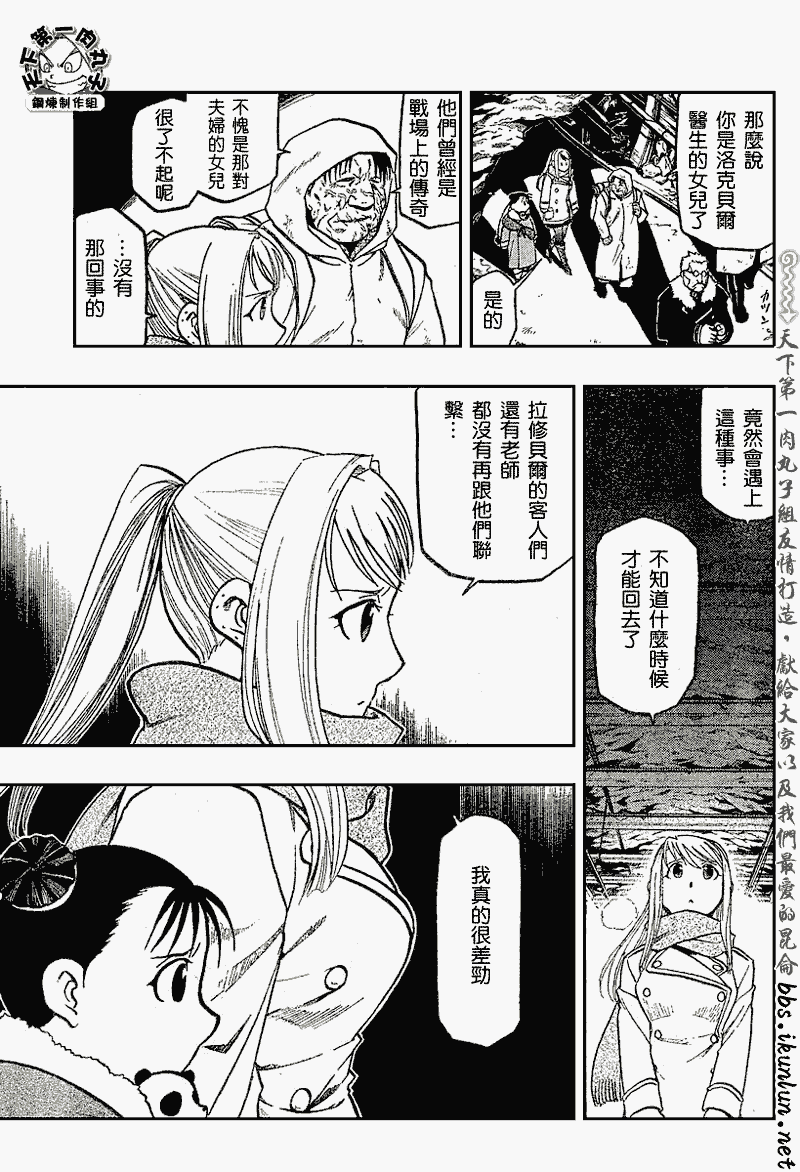 天下第一肉丸子
鋼煉制作組
那麼說
你是洛克貝爾
醫生的女兒了
是的
カツン
他們曾經是
戰場上的傳奇
不愧是那對
夫婦的女兒
很了不起呢
…沒有
那回事的
竟然會遇上
這種事…
不知道什麼時候
才能回去了
拉修貝爾的客人們
還有老師
都沒有再跟他們聯
繫…
我真的很差勁
天下第一肉丸子組友情打造，獻給大家以及我們最愛的昆侖 bbs.ikunlun.net